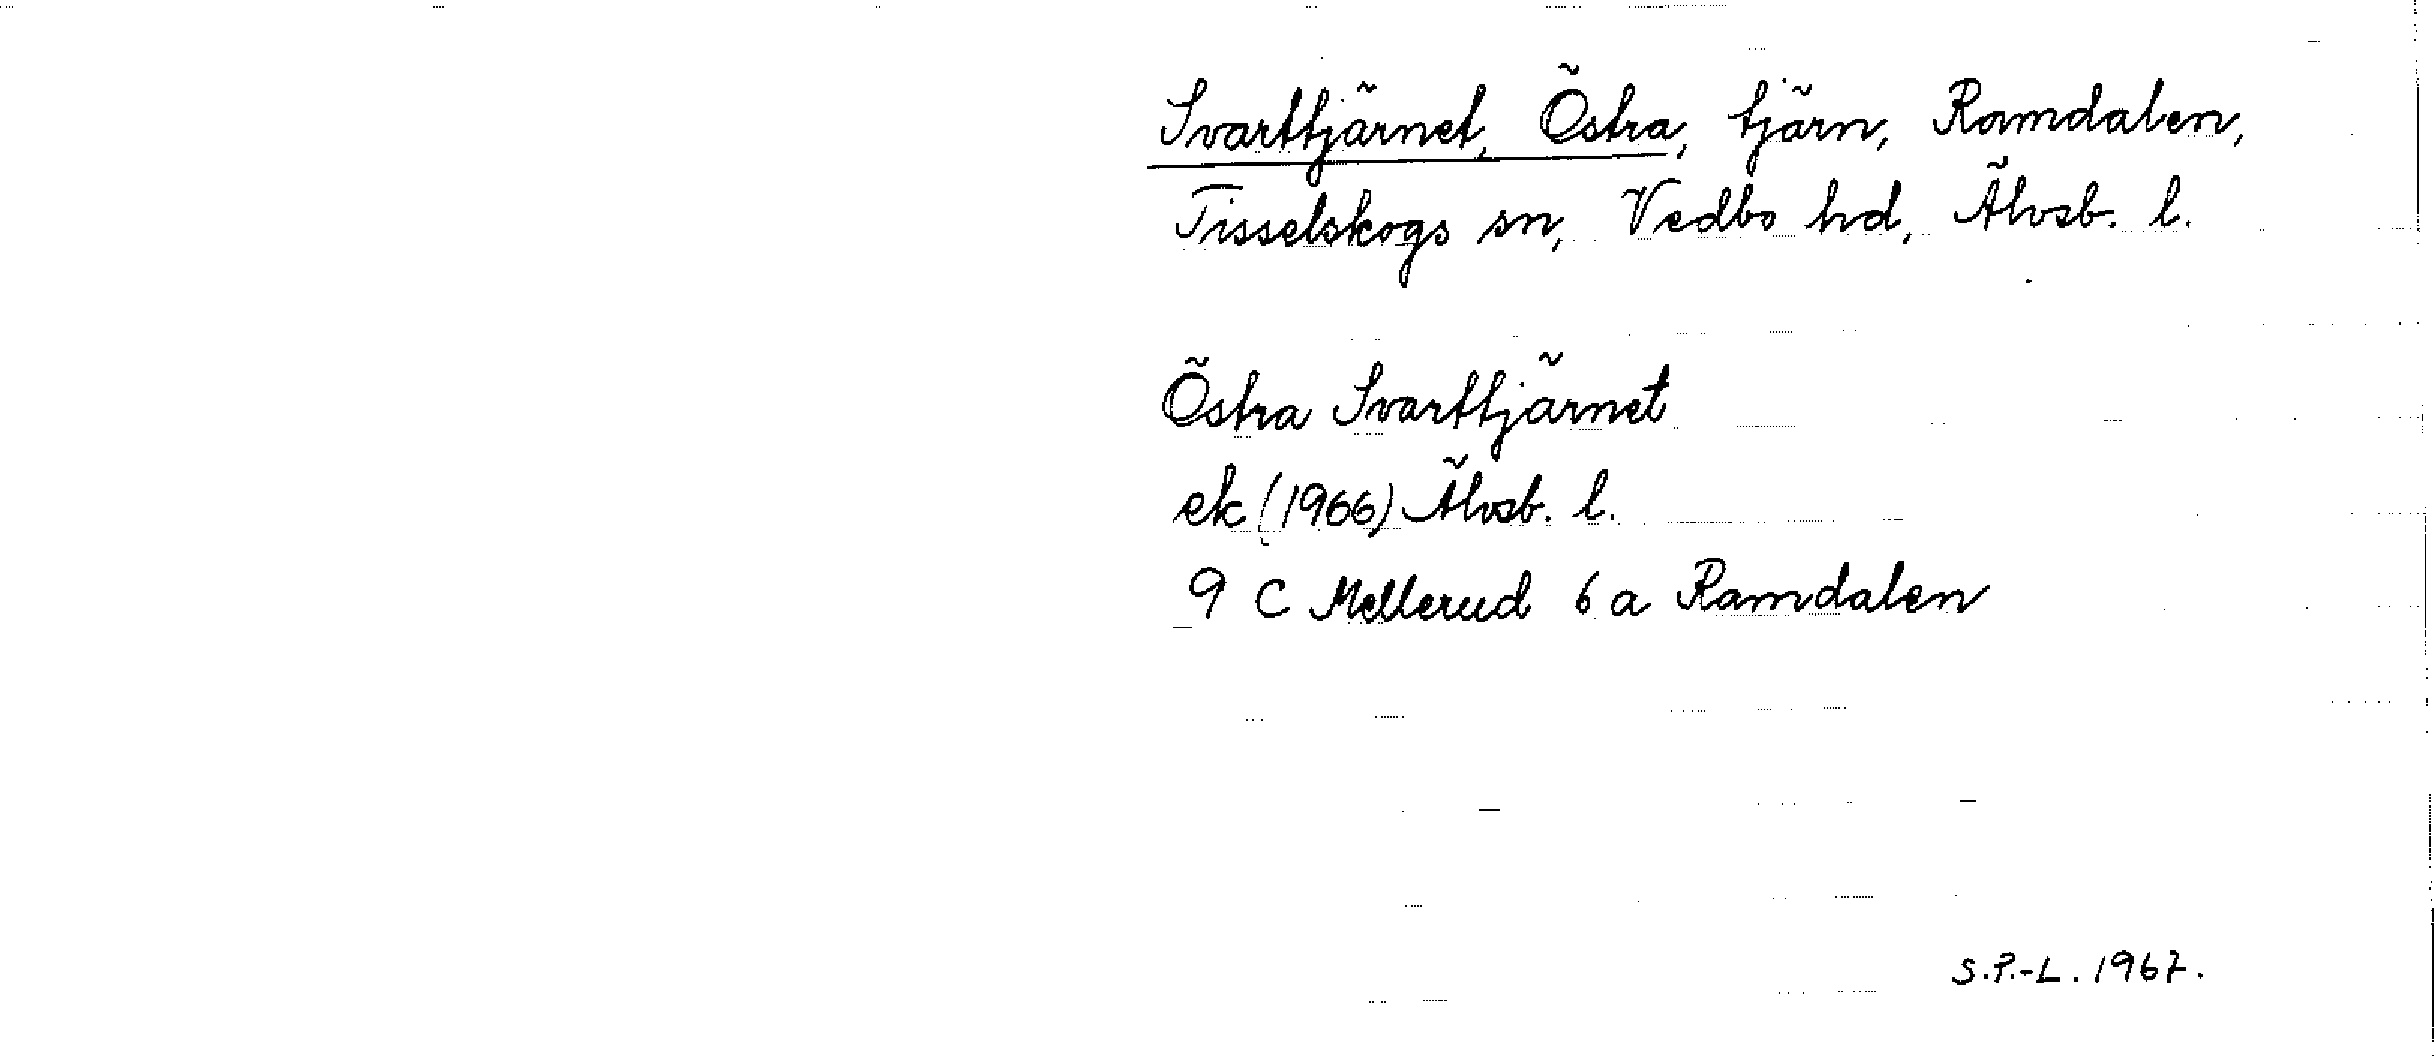 Svarttjärnet, Östra, tjärn, Ramdalen,
Tisselskogs sn, Vedbo hd, Älvsb. l.
Östra Svarttjärnet
ek (1966) Älvsb. l.
9 C Mellerud 6 a Ramdalen
S.P.-L. 1967.